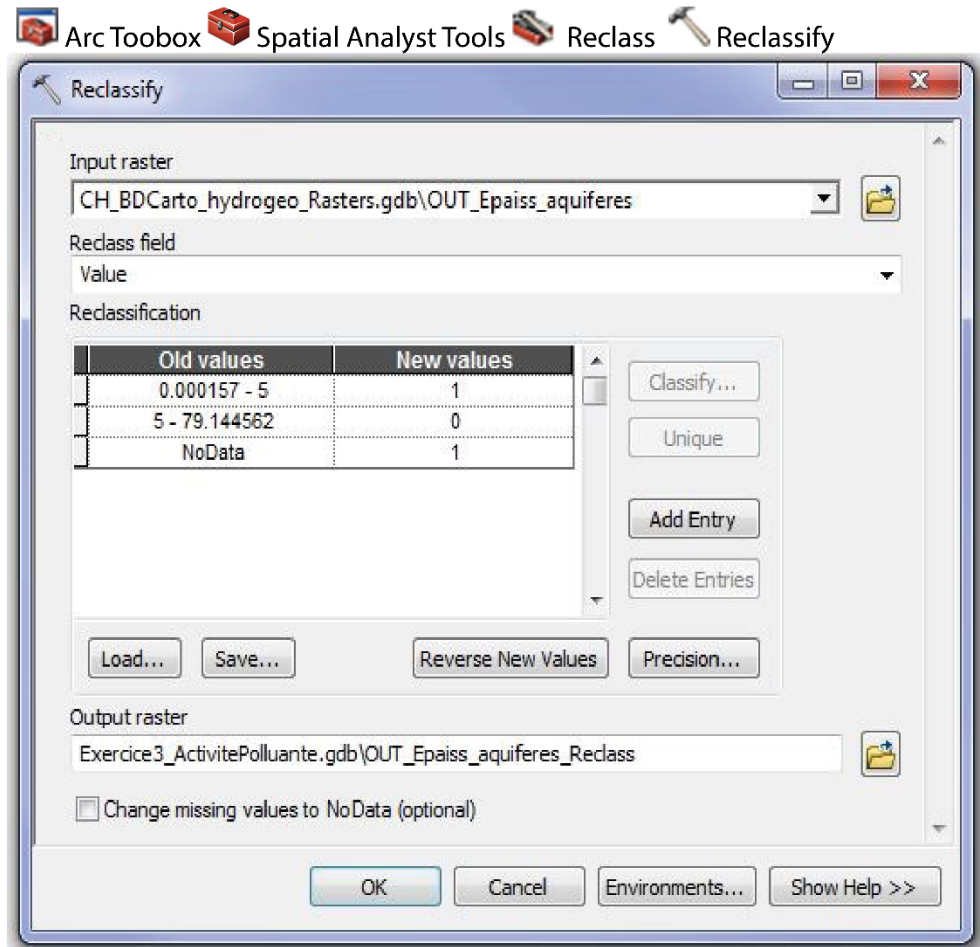 Arc Toobox Spatial Analyst Tools Reclass Reclassify
Reclassify
Input raster
CH_BDCarto_hydrogeo_Rasters.gdb\OUT_Epaiss_aquiferes
Reclass field
Value
Reclassification
Old values New values
0.000157 - 5 1
5 - 79.144562 0
NoData 1
Classify...
Unique
Add Entry
Delete Entries
Load... Save... Reverse New Values Precision...
Output raster
Exercice3_ActivitePolluante.gdb\OUT_Epaiss_aquiferes_Reclass
Change missing values to NoData (optional)
OK Cancel Environments... Show Help >>